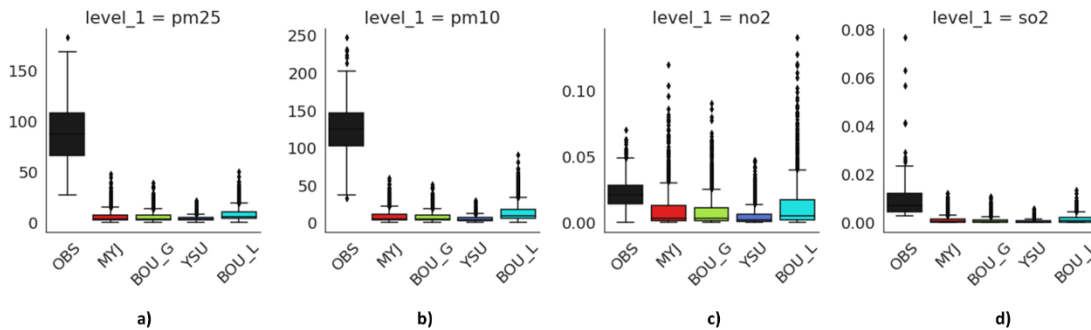 level_1 = pm25
150
100
50
0
OBS
MYJ
BOU_G
YSU
BOU_L
a)
level_1 = pm10
250
200
150
100
50
0
OBS
MYJ
BOU_G
YSU
BOU_L
b)
level_1 = no2
0.10
0.05
0.00
OBS
MYJ
BOU_G
YSU
BOU_L
c)
level_1 = so2
0.08
0.06
0.04
0.02
0.00
OBS
MYJ
BOU_G
YSU
BOU_L
d)